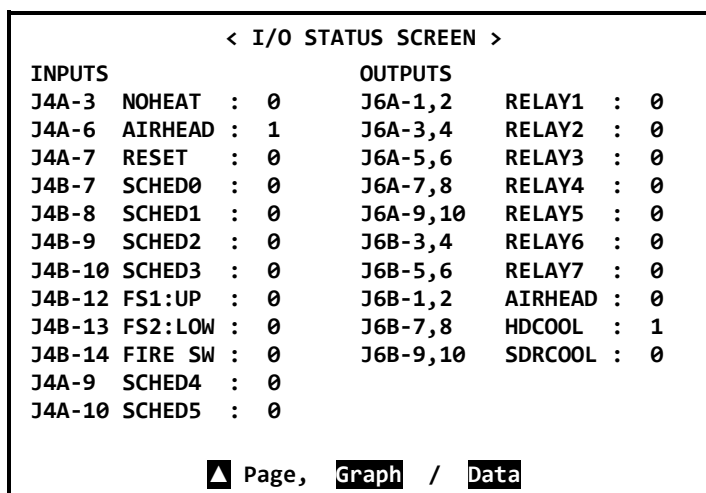 < I/O STATUS SCREEN >
INPUTS OUTPUTS
J4A-3 NOHEAT : 0 J6A-1,2 RELAY1 : 0
J4A-6 AIRHEAD : 1 J6A-3,4 RELAY2 : 0
J4A-7 RESET : 0 J6A-5,6 RELAY3 : 0
J4B-7 SCHED0 : 0 J6A-7,8 RELAY4 : 0
J4B-8 SCHED1 : 0 J6A-9,10 RELAY5 : 0
J4B-9 SCHED2 : 0 J6B-3,4 RELAY6 : 0
J4B-10 SCHED3 : 0 J6B-5,6 RELAY7 : 0
J4B-12 FS1:UP : 0 J6B-1,2 AIRHEAD : 0
J4B-13 FS2:LOW : 0 J6B-7,8 HDCOOL : 1
J4B-14 FIRE SW : 0 J6B-9,10 SDRCOOL : 0
J4A-9 SCHED4 : 0
J4A-10 SCHED5 : 0
▲ Page, Graph / Data